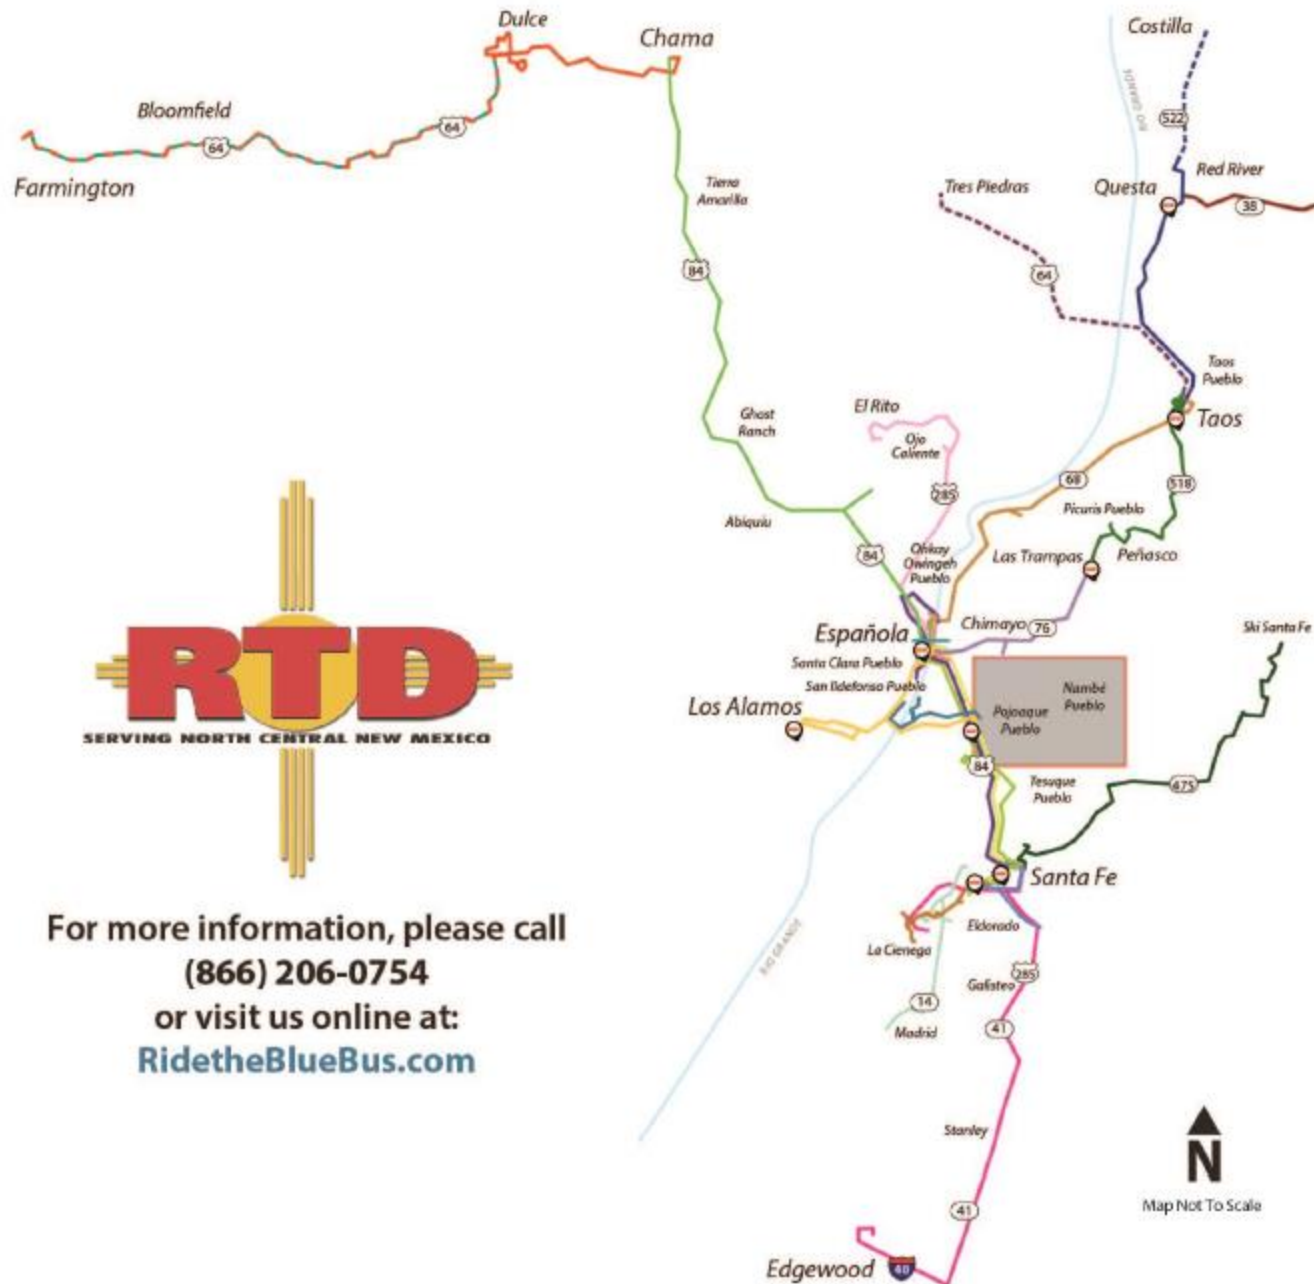 Dulce
Chama
Costilla
Bloomfield
64
64
Farmington
RIO GRANDE
522
Red River
Tres Piedras
Questa
38
Tierra
Amarilla
84
64
Taos
Pueblo
El Rito
Ghost
Ranch
Ojo
Caliente
Taos
68
285
518
Abiquiu
Picuris Pueblo
84
Ohkay
Owingeh
Pueblo
Las Trampas
Peñasco
Española
Chimayo
76
Ski Santa Fe
Santa Clara Pueblo
San Ildefonso Pueblo
Los Alamos
Pojoaque
Pueblo
Nambé
Pueblo
84
Tesuque
Pueblo
475
RTD
SERVING NORTH CENTRAL NEW MEXICO
Santa Fe
Eldorado
La Cienega
RIO GRANDE
285
Galisteo
14
41
Madrid
For more information, please call
(866) 206-0754
or visit us online at:
RidetheBlueBus.com
Stanley
N
Map Not To Scale
41
Edgewood
40